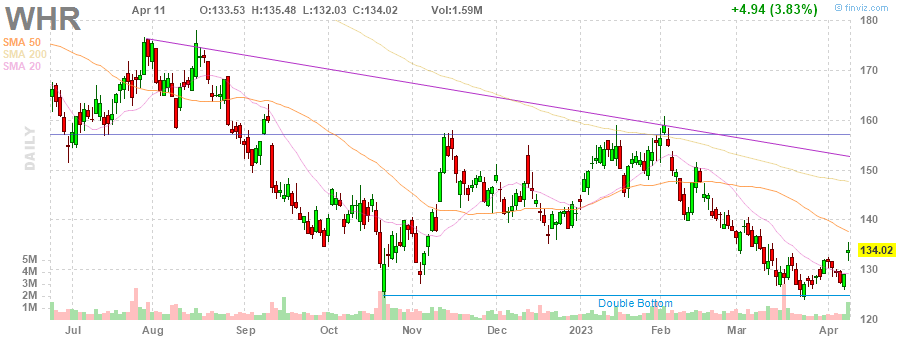 WHR Apr 11 O:133.53 H:135.48 L:132.03 C:134.02 Vol:1.59M +4.94 (3.83%) © finviz.com
SMA 50
SMA 200
SMA 20
DAILY
180
170
160
150
140
134.02
130
120
5M
4M
3M
2M
1M
Double Bottom
Jul Aug Sep Oct Nov Dec 2023 Feb Mar Apr